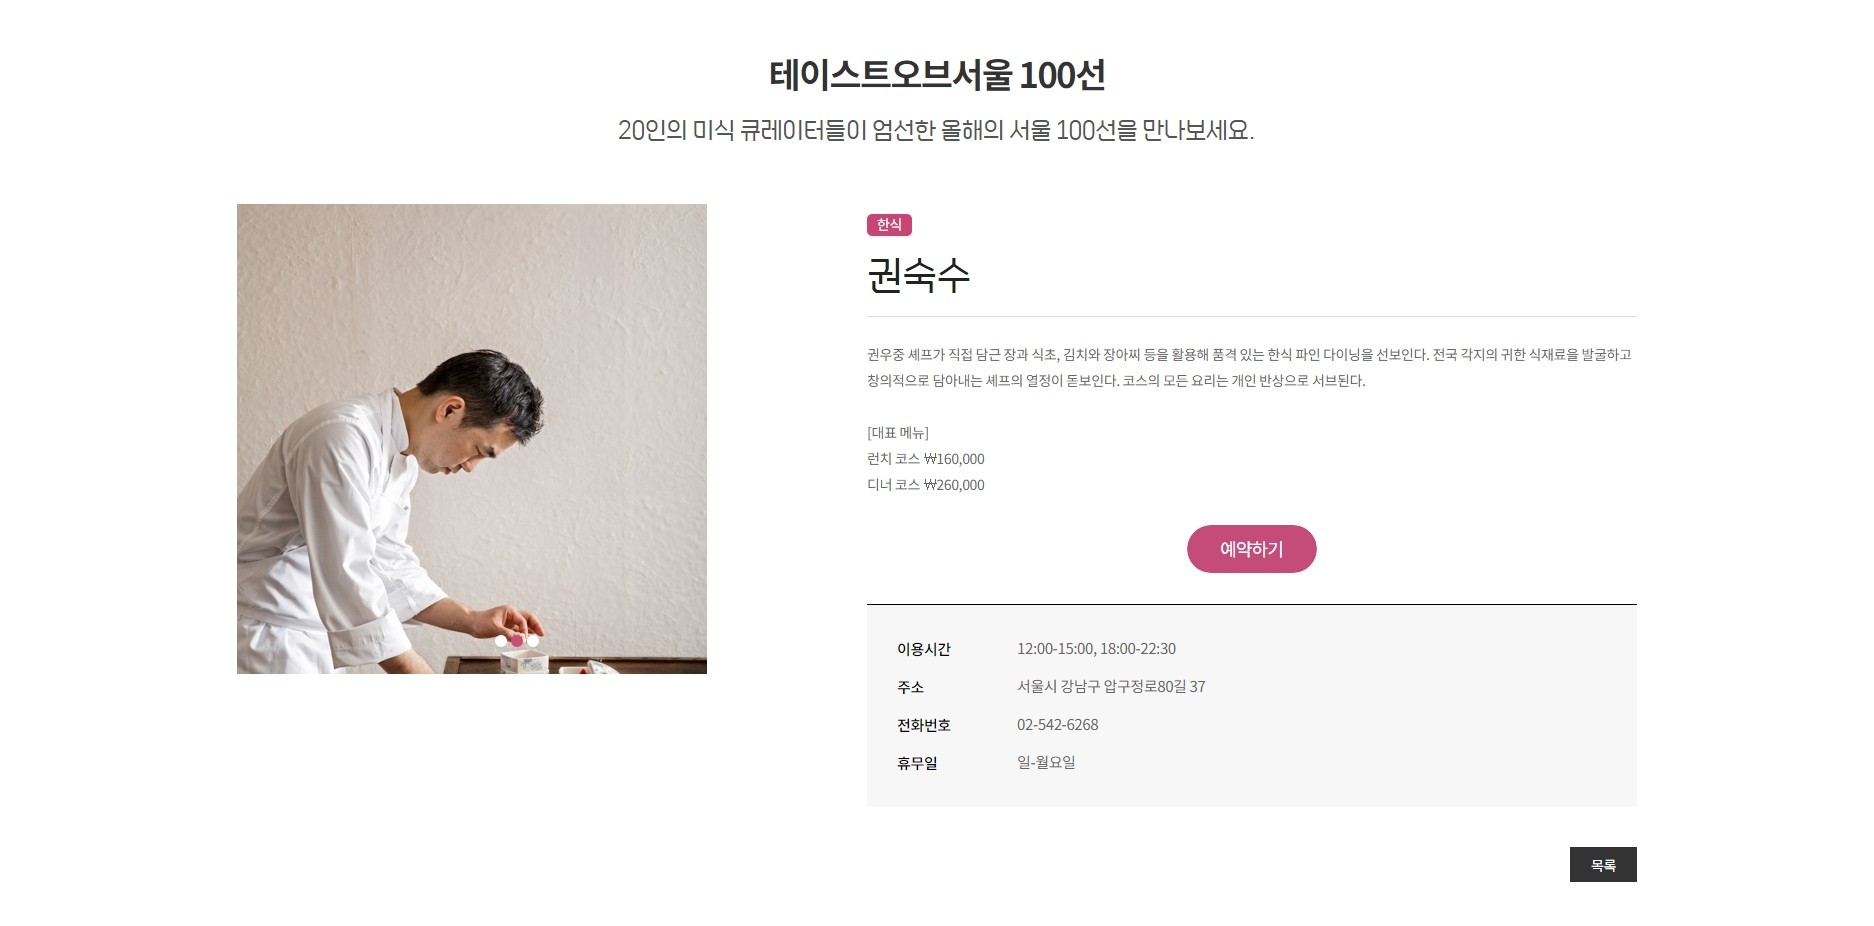 테이스트오브서울 100선
20인의 미식 큐레이터들이 엄선한 올해의 서울 100선을 만나보세요.
한식
권숙수
권우중 셰프가 직접 담근 장과 식초, 김치와 장아찌 등을 활용해 품격 있는 한식 파인 다이닝을 선보인다. 전국 각지의 귀한 식재료을 발굴하고
창의적으로 담아내는 셰프의 열정이 돋보인다. 코스의 모든 요리는 개인 반상으로 서브된다.
[대표 메뉴]
런치 코스 ₩160,000
디너 코스 ₩260,000
예약하기
이용시간 12:00-15:00, 18:00-22:30
주소 서울시 강남구 압구정로80길 37
전화번호 02-542-6268
휴무일 일-월요일
목록